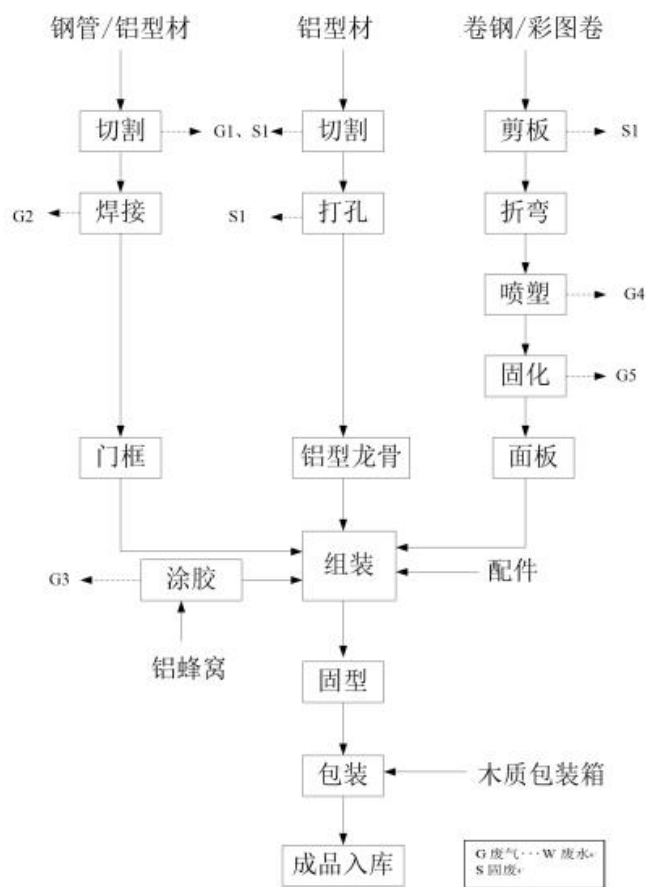 钢管/铝型材 铝型材 卷钢/彩图卷
切割 G1、S1 切割 剪板 S1
G2 焊接 S1 打孔 折弯
喷塑 G4
固化 G5
门框 铝型龙骨 面板
组装
G3 涂胶 配件
铝蜂窝
固型
包装 木质包装箱
成品入库
G 废气···W 废水
S 固废